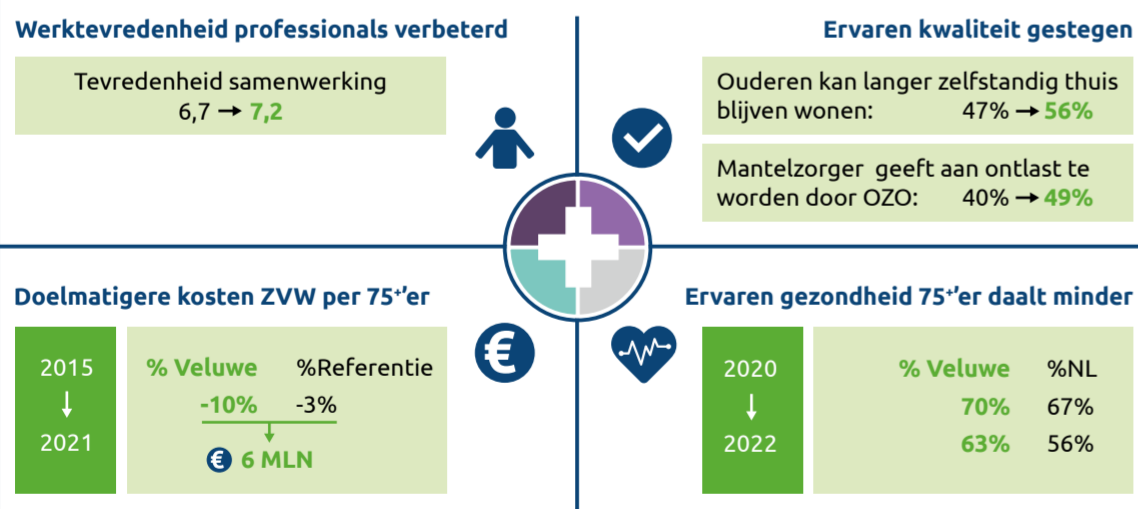 Werktevredenheid professionals verbeterd
Tevredenheid samenwerking
6,7 → 7,2
Ervaren kwaliteit gestegen
Ouderen kan langer zelfstandig thuis
blijven wonen: 47% → 56%
Mantelzorger geeft aan ontlast te
worden door OZO: 40% → 49%
Doelmatigere kosten ZVW per 75+'er
2015
↓
2021
% Veluwe %Referentie
-10% -3%
€ 6 MLN
€
Ervaren gezondheid 75+'er daalt minder
2020
↓
2022
% Veluwe %NL
70% 67%
63% 56%